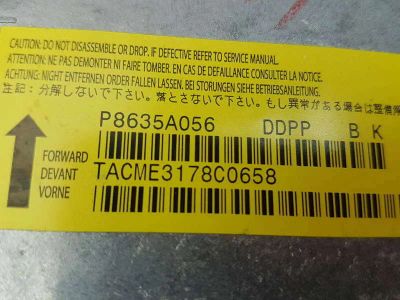 CAUTION: DO NOT DISASSEMBLE OR DROP. IF DEFECTIVE REFER TO SERVICE MANUAL.
ATTENTION: NE PAS DEMONTER NI FAIRE TOMBER. EN CAS DE DEFAILLANCE CONSULTER LA NOTICE.
ACHTUNG: NICHT ENTFERNEN ODER FALLEN LASSEN. BEI STORUNGEN SIEHE BETRIEBSANLEITUNG.
注記: 分解しないで下さい。落とさないで下さい。もし異常がある場合は整備
P8635A056 DDPP B K
FORWARD
DEVANT
VORNE
TACME3178C0658